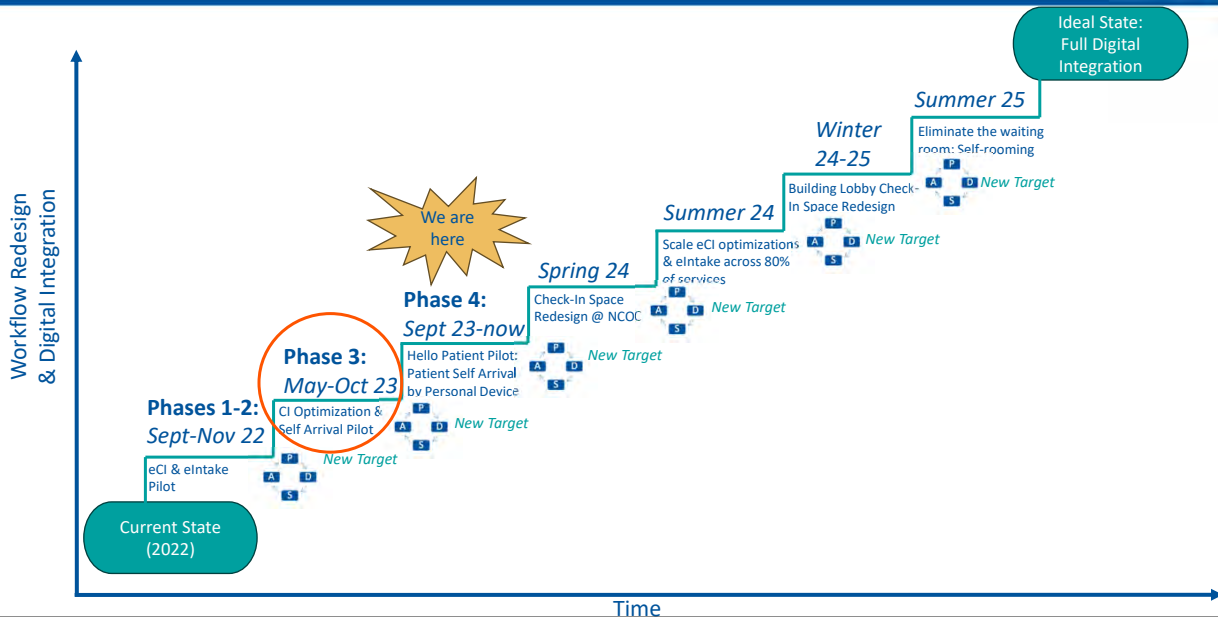 Ideal State:
Full Digital
Integration
Summer 25
Eliminate the waiting
room: Self-rooming
P
A
D
S
New Target
Winter
24-25
Building Lobby Check-
In Space Redesign
P
A
D
S
New Target
Summer 24
Scale eCI optimizations
& eIntake across 80%
of services
P
A
D
S
New Target
Spring 24
Check-In Space
Redesign @ NCOC
P
A
D
S
New Target
We are
here
Phase 4:
Sept 23-now
Hello Patient Pilot:
Patient Self Arrival
by Personal Device
P
A
D
S
New Target
Phase 3:
May-Oct 23
CI Optimization &
Self Arrival Pilot
P
A
D
S
New Target
Phases 1-2:
Sept-Nov 22
eCI & eIntake
Pilot
Current State
(2022)
Workflow Redesign
& Digital Integration
Time